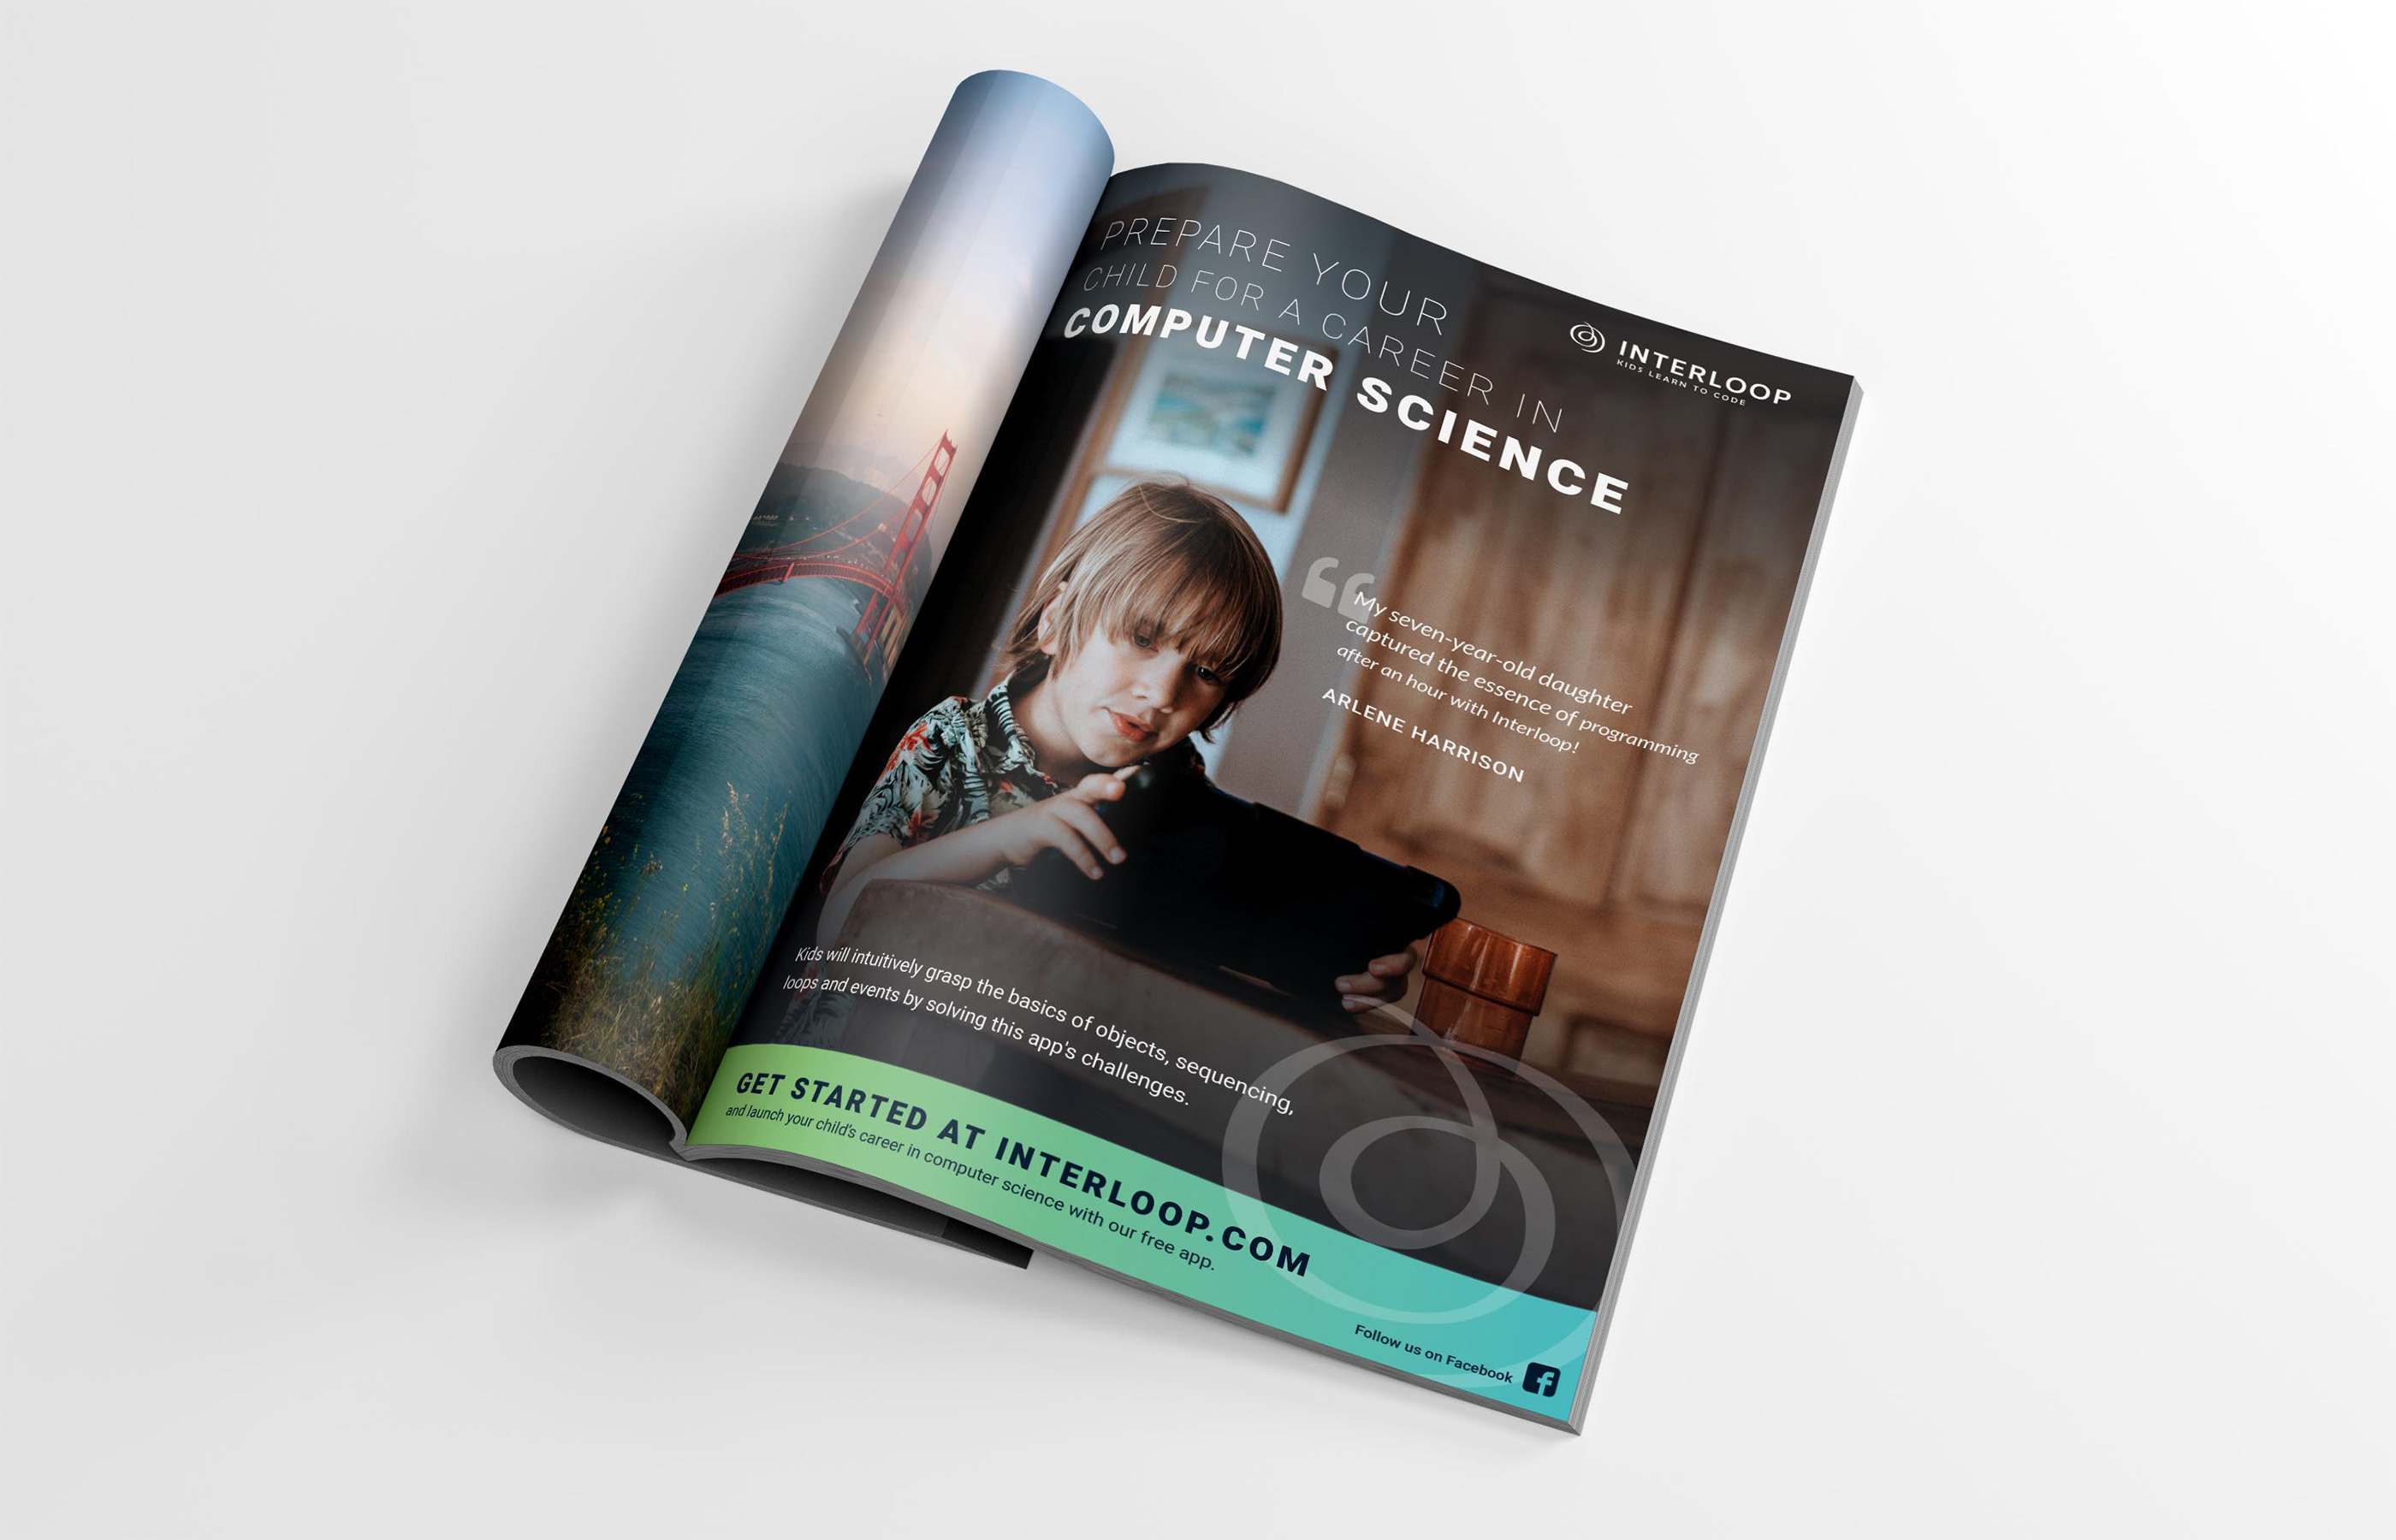 PREPARE YOUR
CHILD FOR A CAREER IN
COMPUTER SCIENCE
INTERLOOP
KIDS LEARN TO CODE
“
My seven-year-old daughter
captured the essence of programming
after an hour with Interloop!
ARLENE HARRISON
Kids will intuitively grasp the basics of objects, sequencing,
loops and events by solving this app's challenges.
GET STARTED AT INTERLOOP.COM
and launch your child's career in computer science with our free app.
Follow us on Facebook